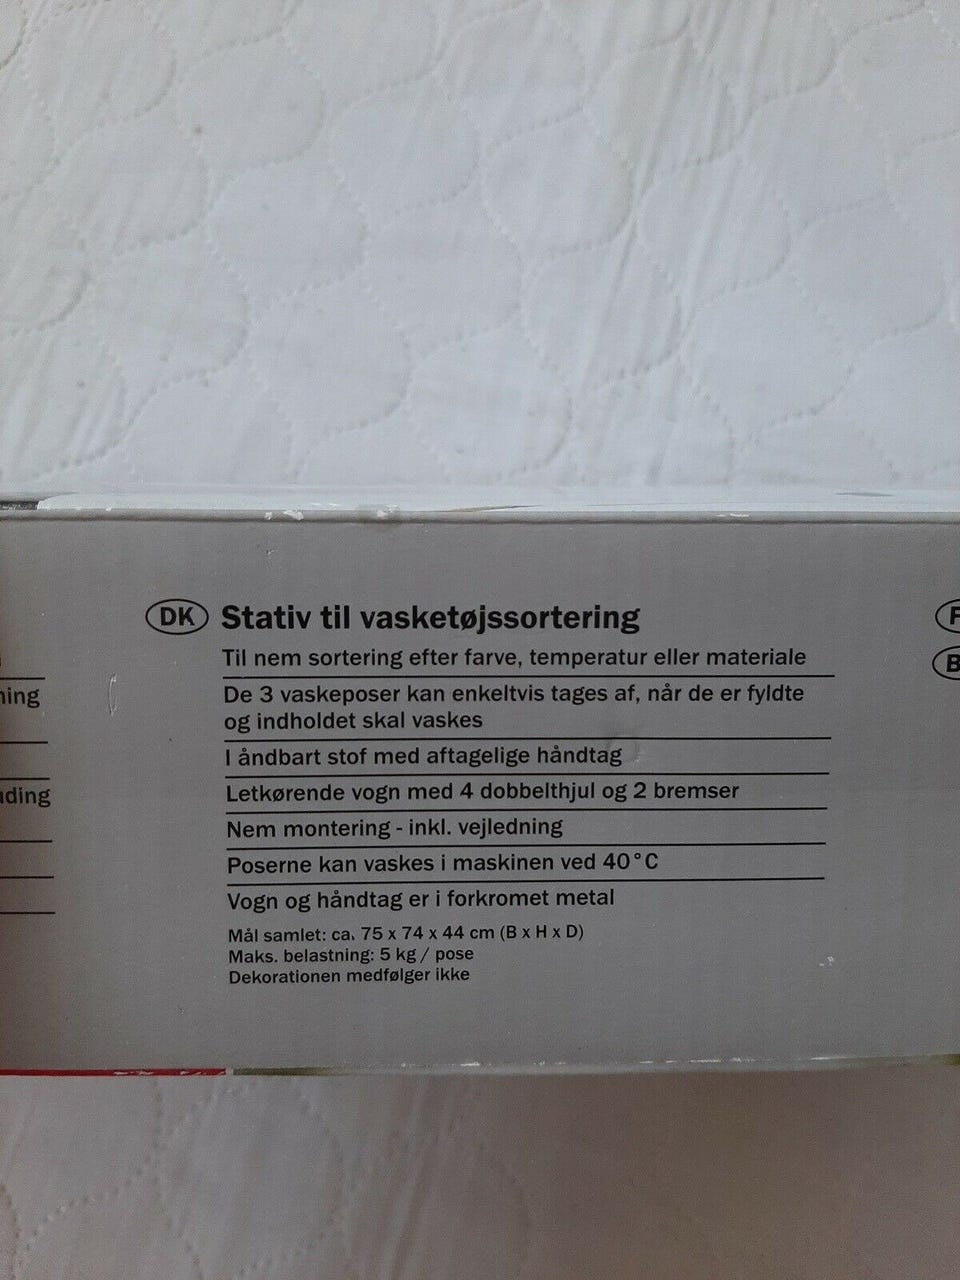 DK Stativ til vasketøjssortering
Til nem sortering efter farve, temperatur eller materiale
De 3 vaskeposer kan enkeltvis tages af, når de er fyldte
og indholdet skal vaskes
I åndbart stof med aftagelige håndtag
Letkørende vogn med 4 dobbelthjul og 2 bremser
Nem montering - inkl. vejledning
Poserne kan vaskes i maskinen ved 40°C
Vogn og håndtag er i forkromet metal
Mål samlet: ca. 75 x 74 x 44 cm (B x H x D)
Maks. belastning: 5 kg / pose
Dekorationen medfølger ikke